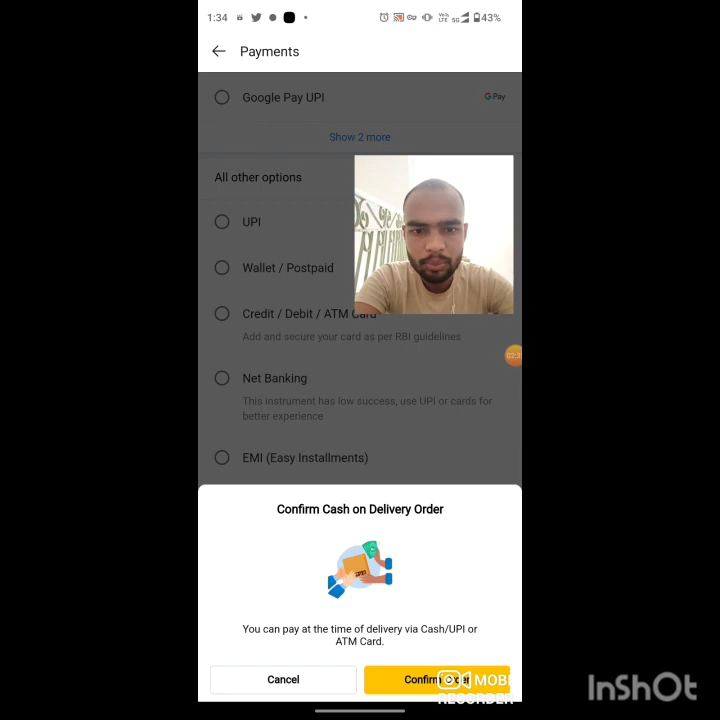 1:34
VoLTE 5G 43%
Payments
Google Pay UPI
G Pay
Show 2 more
All other options
UPI
Wallet / Postpaid
Credit / Debit / ATM Card
Add and secure your card as per RBI guidelines
Net Banking
This instrument has low success, use UPI or cards for
better experience
EMI (Easy Installments)
Confirm Cash on Delivery Order
You can pay at the time of delivery via Cash/UPI or
ATM Card.
Cancel
Confirm
RECORDER
InShOt